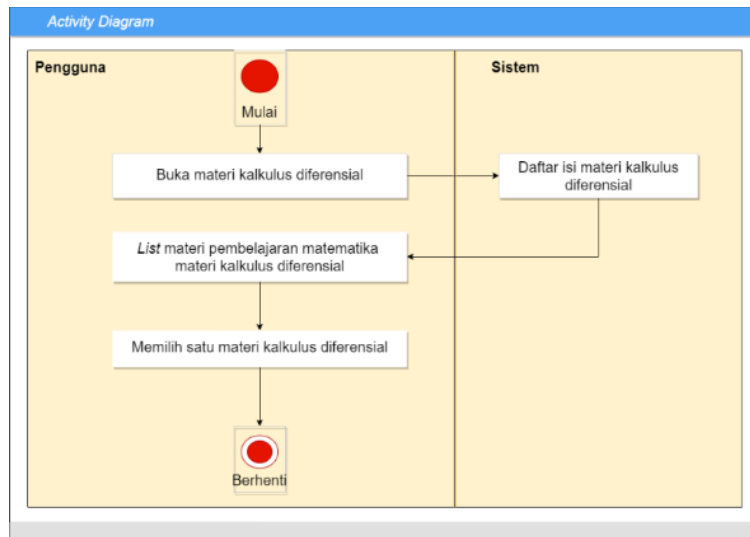 Activity Diagram
Pengguna
Sistem
Mulai
Buka materi kalkulus diferensial
Daftar isi materi kalkulus
diferensial
List materi pembelajaran matematika
materi kalkulus diferensial
Memilih satu materi kalkulus diferensial
Berhenti